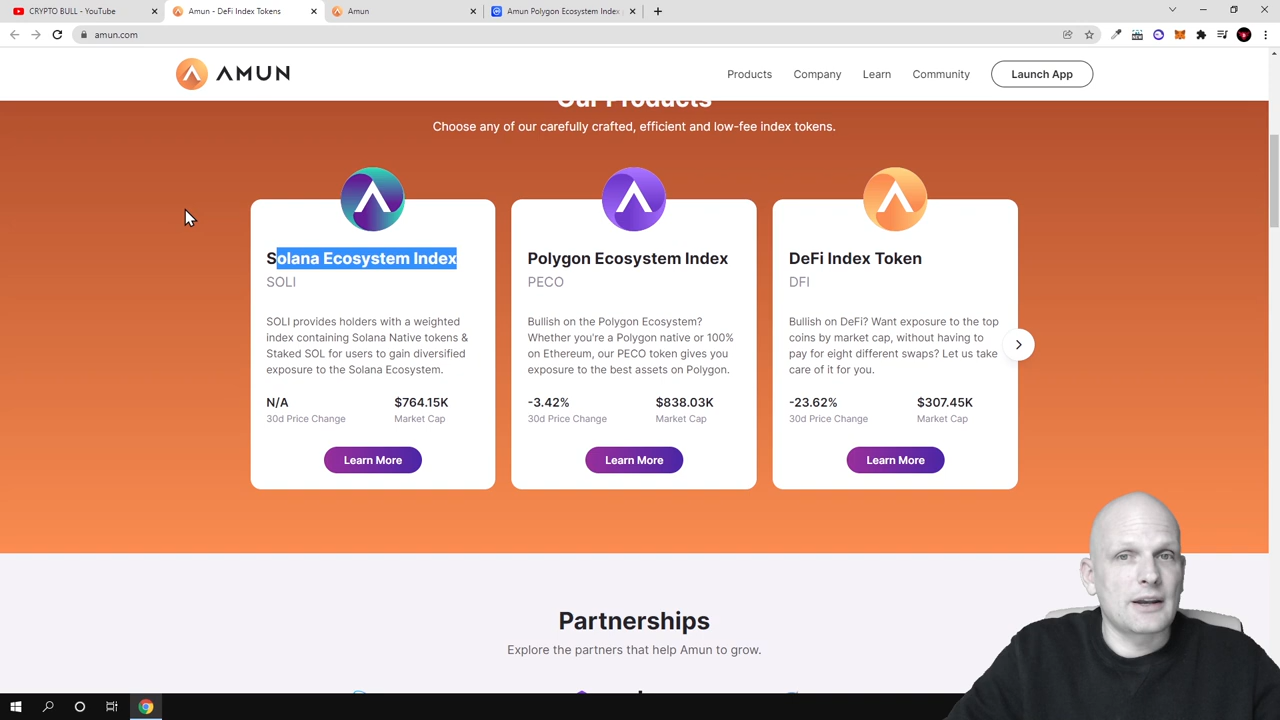 CRYPTO BULL - YouTube
Amun - DeFi Index Tokens
Amun
Amun Polygon Ecosystem Index
amun.com
AMUN
Products
Company
Learn
Community
Launch App
Our Products
Choose any of our carefully crafted, efficient and low-fee index tokens.
Solana Ecosystem Index
SOLI
SOLI provides holders with a weighted
index containing Solana Native tokens &
Staked SOL for users to gain diversified
exposure to the Solana Ecosystem.
N/A
$764.15K
30d Price Change
Market Cap
Learn More
Polygon Ecosystem Index
PECO
Bullish on the Polygon Ecosystem?
Whether you're a Polygon native or 100%
on Ethereum, our PECO token gives you
exposure to the best assets on Polygon.
-3.42%
$838.03K
30d Price Change
Market Cap
Learn More
DeFi Index Token
DFI
Bullish on DeFi? Want exposure to the top
coins by market cap, without having to
pay for eight different swaps? Let us take
care of it for you.
-23.62%
$307.45K
30d Price Change
Market Cap
Learn More
Partnerships
Explore the partners that help Amun to grow.